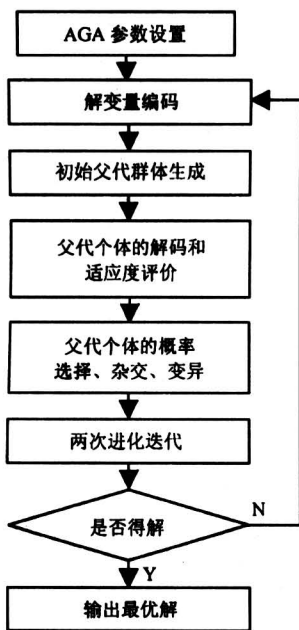 AGA 参数设置
解变量编码
初始父代群体生成
父代个体的解码和
适应度评价
父代个体的概率
选择、杂交、变异
两次进化迭代
是否得解
N
Y
输出最优解